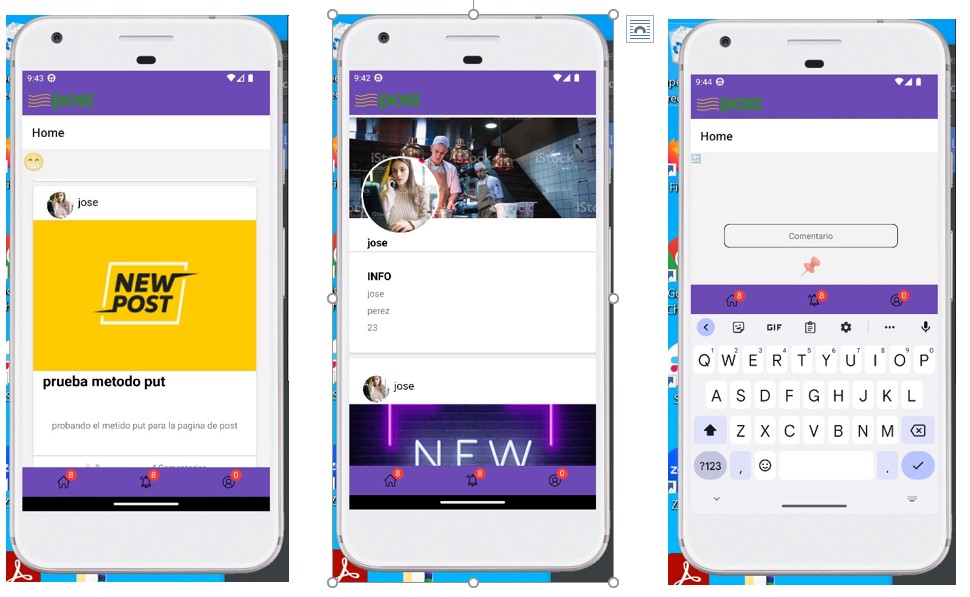 9:43
post
Home
jose
NEW
POST
prueba metodo put
probando el metido put para la pagina de post
8
8
0
9:42
post
iStock
jose
INFO
jose
perez
23
jose
NEW
8
8
0
9:44
post
Home
Comentario
8
8
0
GIF
Q W E R T Y U I O P
1 2 3 4 5 6 7 8 9 0
A S D F G H J K L
Z X C V B N M
?123 , .